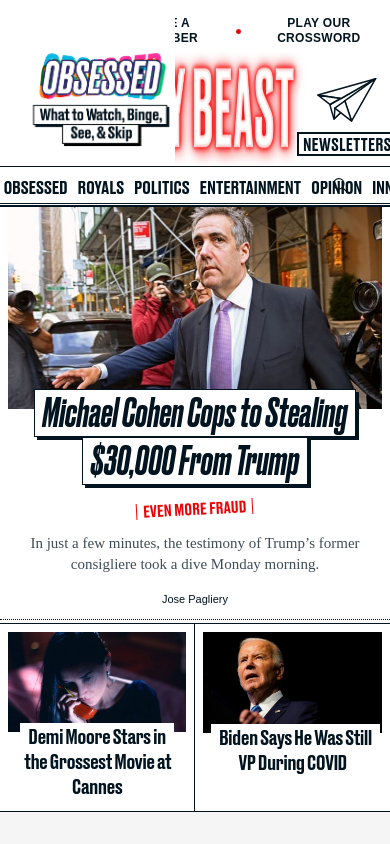 E A
BER
PLAY OUR
CROSSWORD
OBSESSED
What to Watch, Binge,
See, & Skip
Y BEAST
NEWSLETTERS
OBSESSED ROYALS POLITICS ENTERTAINMENT OPINION INN
Michael Cohen Cops to Stealing
$30,000 From Trump
EVEN MORE FRAUD
In just a few minutes, the testimony of Trump’s former
consigliere took a dive Monday morning.
Jose Pagliery
Demi Moore Stars in
the Grossest Movie at
Cannes
Biden Says He Was Still
VP During COVID